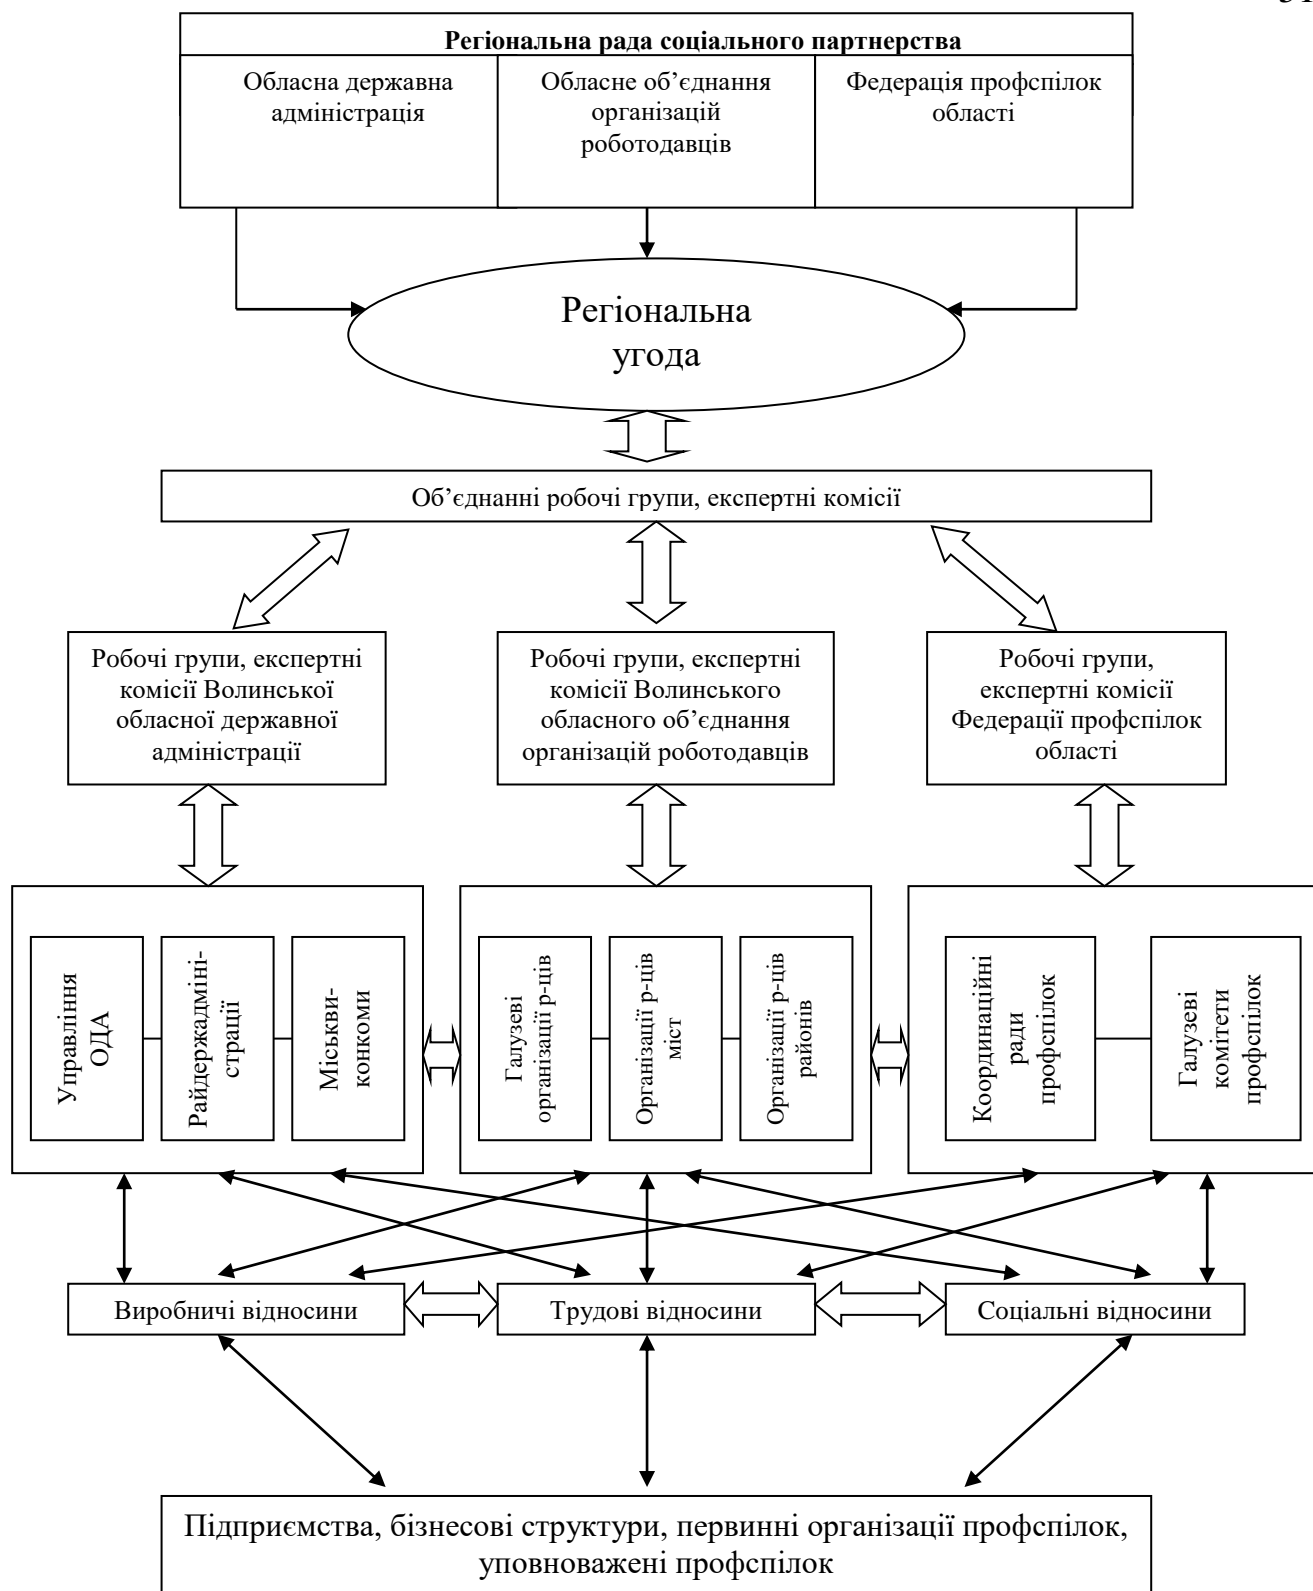 Регіональна рада соціального партнерства
Обласна державна
адміністрація
Обласне об’єднання
організацій
роботодавців
Федерація профспілок
області
Регіональна
угода
Об’єднанні робочі групи, експертні комісії
Робочі групи, експертні
комісії Волинської
обласної державної
адміністрації
Робочі групи, експертні
комісії Волинського
обласного об’єднання
організацій роботодавців
Робочі групи,
експертні комісії
Федерації профспілок
області
Управління
ОДА
Райдержадміні-
страції
Міськви-
конкоми
Галузеві
організації р-ців
Організації р-ців
міст
Організації р-ців
районів
Координаційні
ради
профспілок
Галузеві
комітети
профспілок
Виробничі відносини
Трудові відносини
Соціальні відносини
Підприємства, бізнесові структури, первинні організації профспілок,
уповноважені профспілок